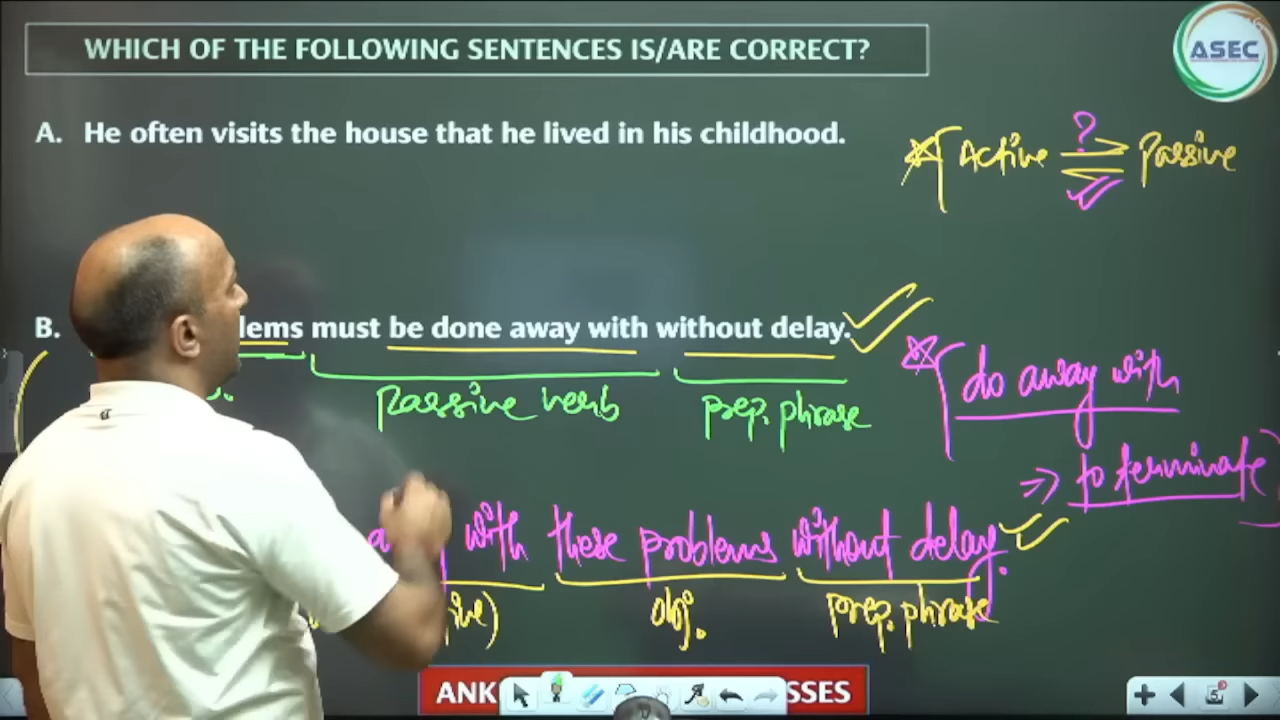 WHICH OF THE FOLLOWING SENTENCES IS/ARE CORRECT?
ASEC
A. He often visits the house that he lived in his childhood.
Active ? Passive
B. lems must be done away with without delay.
passive verb prep. phrase
do away with
⇒ to terminate
with these problems without delay.
ive) obj. prep. phrase
ANK SSES